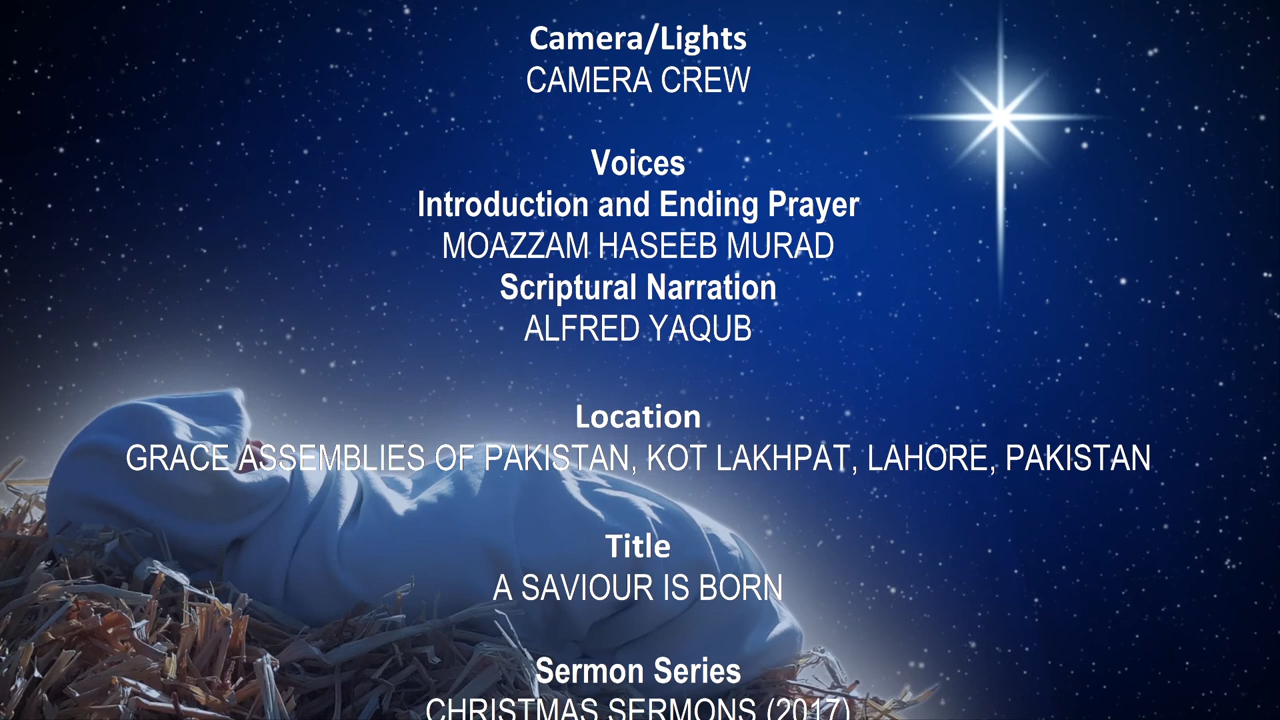 Camera/Lights
CAMERA CREW
Voices
Introduction and Ending Prayer
MOAZZAM HASEEB MURAD
Scriptural Narration
ALFRED YAQUB
Location
GRACE ASSEMBLIES OF PAKISTAN, KOT LAKHPAT, LAHORE, PAKISTAN
Title
A SAVIOUR IS BORN
Sermon Series
CHRISTMAS SERMONS (2017)